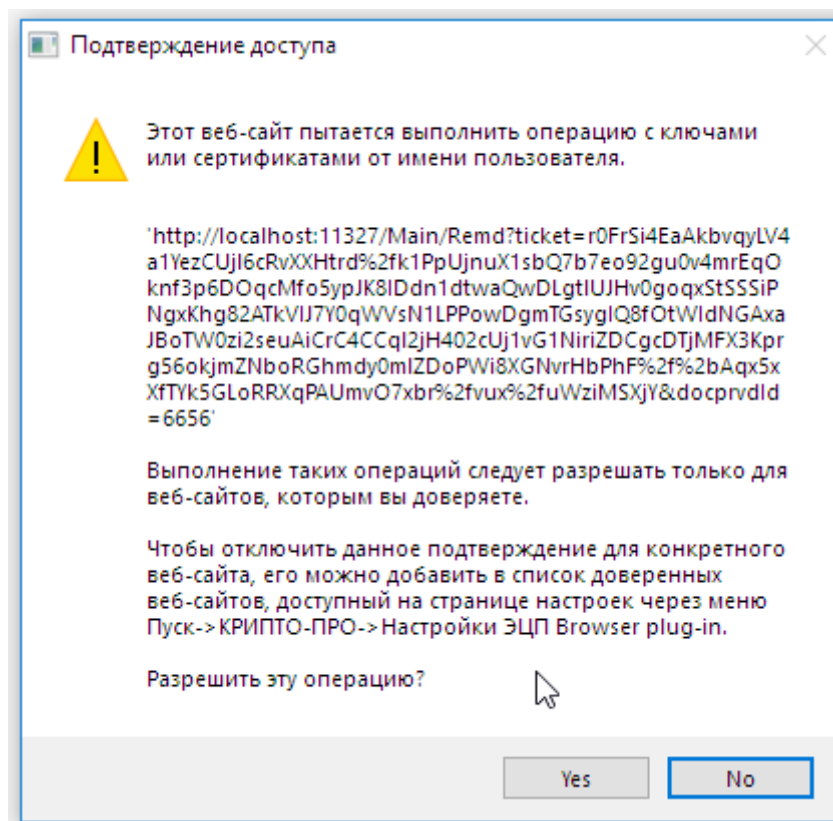 Подтверждение доступа
Этот веб-сайт пытается выполнить операцию с ключами
или сертификатами от имени пользователя.
'http://localhost:11327/Main/Remd?ticket=r0FrSi4EaAkbvqyLV4
a1YezCUjI6cRvXXHtrd%2fk1PpUjnuX1sbQ7b7eo92gu0v4mrEqO
knf3p6DOqcMfo5ypJK8IDdn1dtwaQwDLgtIUJHv0goqxStSSSiP
NgxKhg82ATkVIJ7Y0qWVsN1LPPowDgmTGsygIQ8fOtWIdNGAxa
JBoTW0zi2seuAiCrC4CCqI2jH402cUj1vG1NiriZDCgcDTjMFX3Kpr
g56okjmZNboRGhmdy0mIZDoPWi8XGNvrHbPhF%2f%2bAqx5x
XfTYk5GLoRRXqPAUmvO7xbr%2fvux%2fuWziMSXjY&docprvdId
=6656'
Выполнение таких операций следует разрешать только для
веб-сайтов, которым вы доверяете.
Чтобы отключить данное подтверждение для конкретного
веб-сайта, его можно добавить в список доверенных
веб-сайтов, доступный на странице настроек через меню
Пуск->КРИПТО-ПРО->Настройки ЭЦП Browser plug-in.
Разрешить эту операцию?
Yes
No